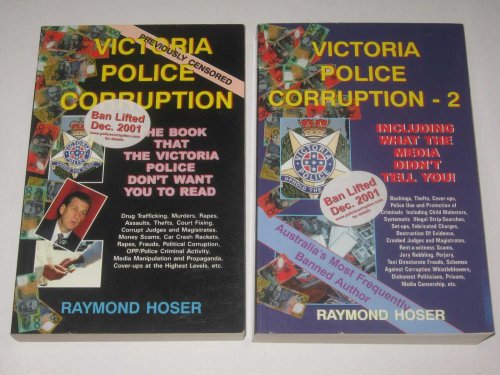 PREVIOUSLY CENSORED
VICTORIA
POLICE
CORRUPTION
Ban Lifted
Dec. 2001
www.policecorruption.com
for details
THE BOOK
THAT
THE VICTORIA
POLICE
DON'T WANT
YOU TO READ
Drug Trafficking, Murders, Rapes,
Assaults, Thefts, Court Fixing,
Corrupt Judges and Magistrates,
Money Scams, Car Crash Rackets,
Rapes, Frauds, Political Corruption,
OPP/Police Criminal Activity,
Media Manipulation and Propaganda,
Cover-ups at the Highest Levels, etc.
RAYMOND HOSER
VICTORIA
POLICE
CORRUPTION - 2
INCLUDING
WHAT THE
MEDIA
DIDN'T
TELL YOU!
Ban Lifted
Dec. 2001
Bashings, Thefts, Cover-ups,
Police Use and Protection of
Criminals Including Child Molesters,
Systematic Illegal Strip Searches,
Set-ups, Fabricated Charges,
Destruction Of Evidence,
Crooked Judges and Magistrates,
Rent-a-witness Scams,
Jury Nobbling, Perjury,
Taxi Directorate Frauds, Schemes
Against Corruption Whistleblowers,
Dishonest Politicians, Prisons,
Media Censorship, etc.
Australia's Most Frequently
Banned Author
RAYMOND HOSER